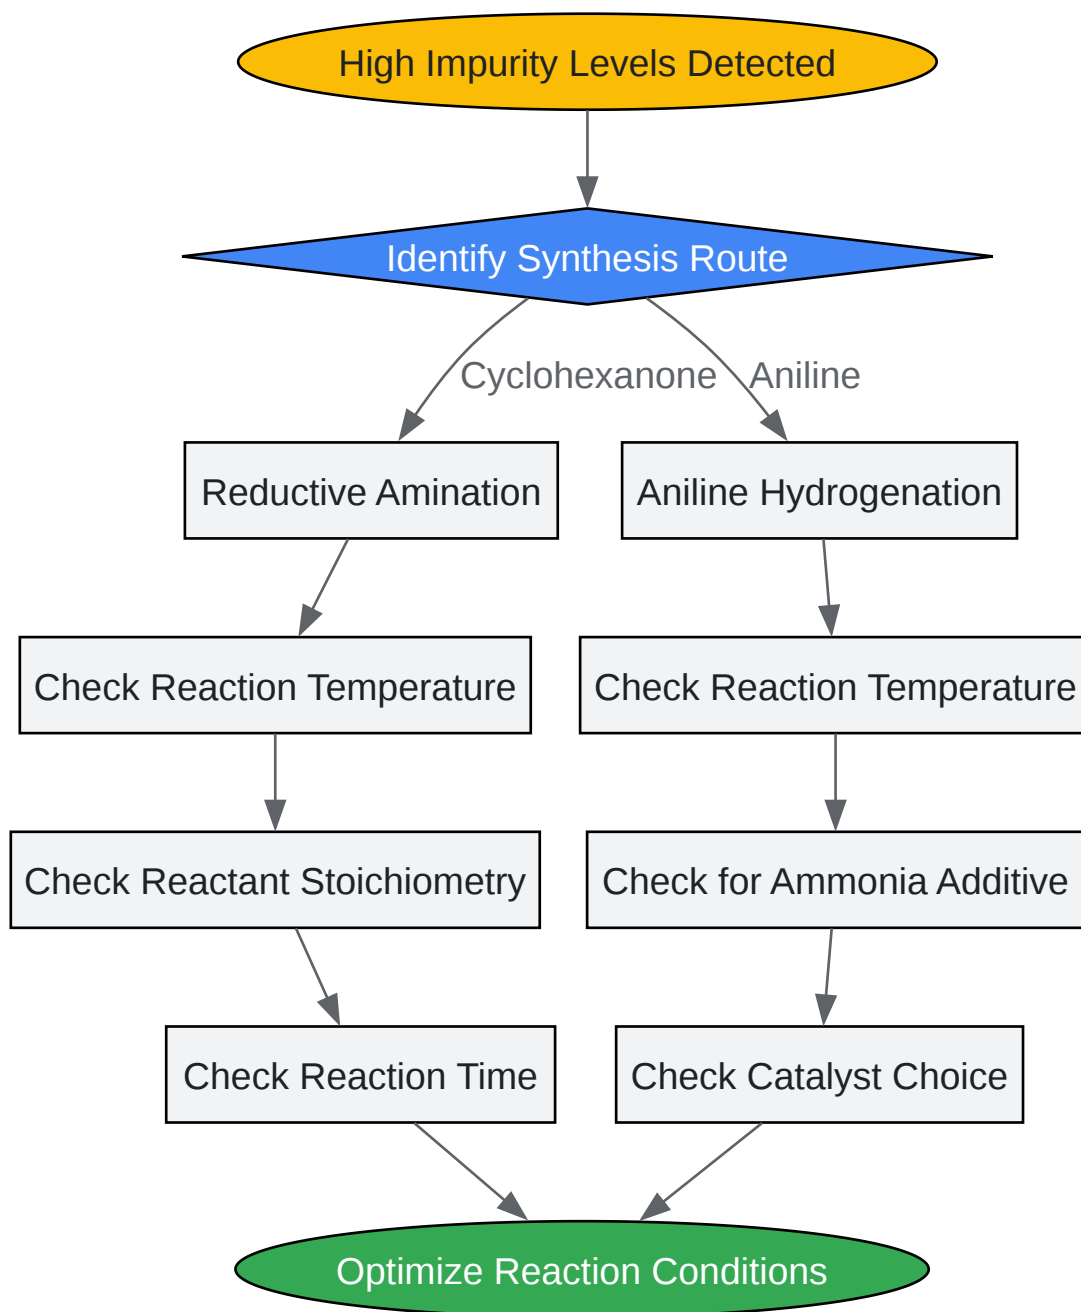 High Impurity Levels Detected
Identify Synthesis Route
Cyclohexanone
Aniline
Reductive Amination
Aniline Hydrogenation
Check Reaction Temperature
Check Reaction Temperature
Check Reactant Stoichiometry
Check for Ammonia Additive
Check Reaction Time
Check Catalyst Choice
Optimize Reaction Conditions